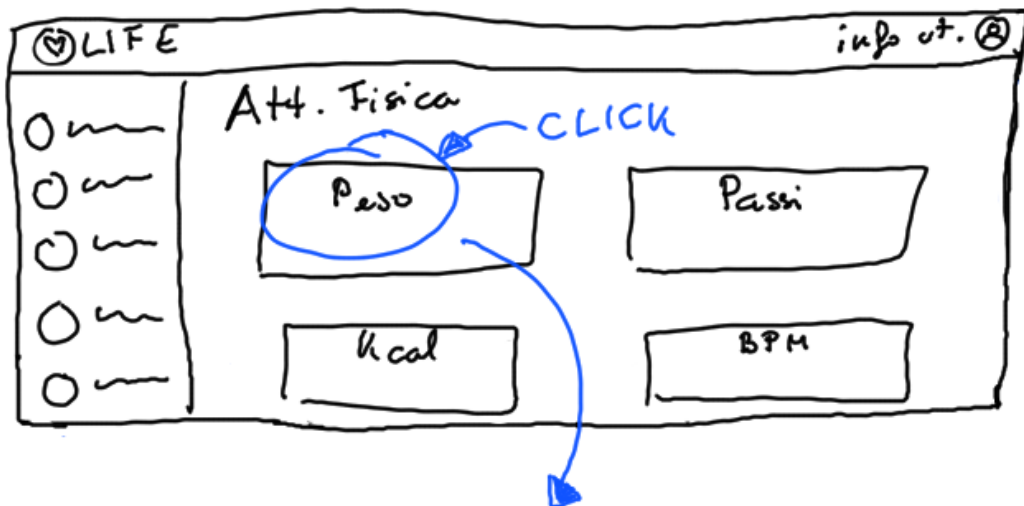 LIFE
info ut.
Att. Fisica
CLICK
Peso
Passi
Kcal
BPM